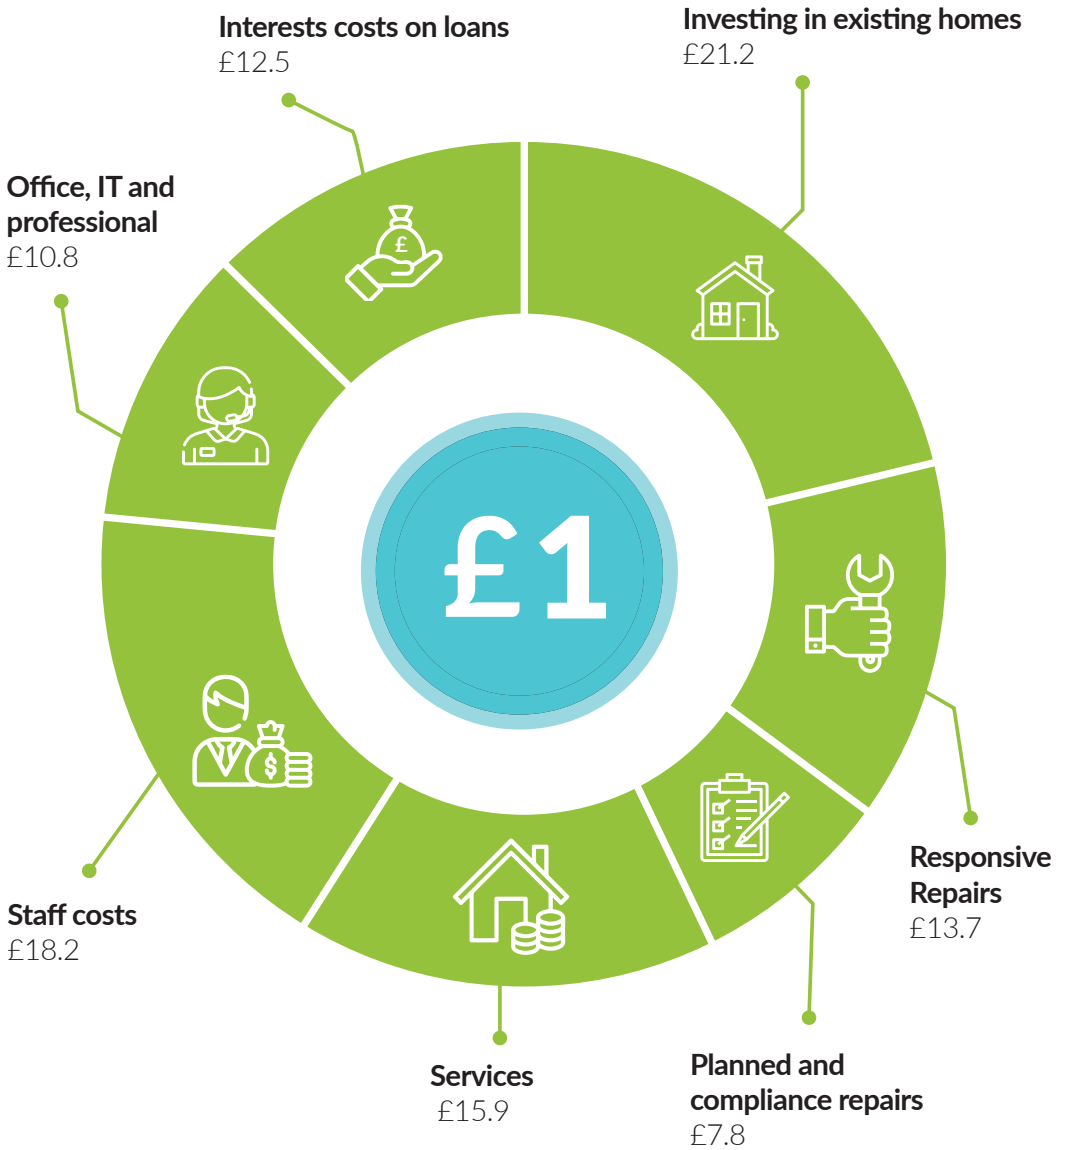 Interests costs on loans
£12.5
Investing in existing homes
£21.2
Office, IT and
professional
£10.8
£
£1
$
Staff costs
£18.2
Responsive
Repairs
£13.7
Services
£15.9
Planned and
compliance repairs
£7.8